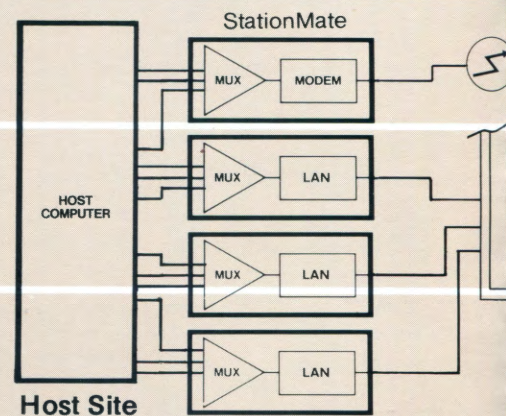 StationMate
MUX
MODEM
MUX
LAN
HOST
COMPUTER
MUX
LAN
MUX
LAN
Host Site